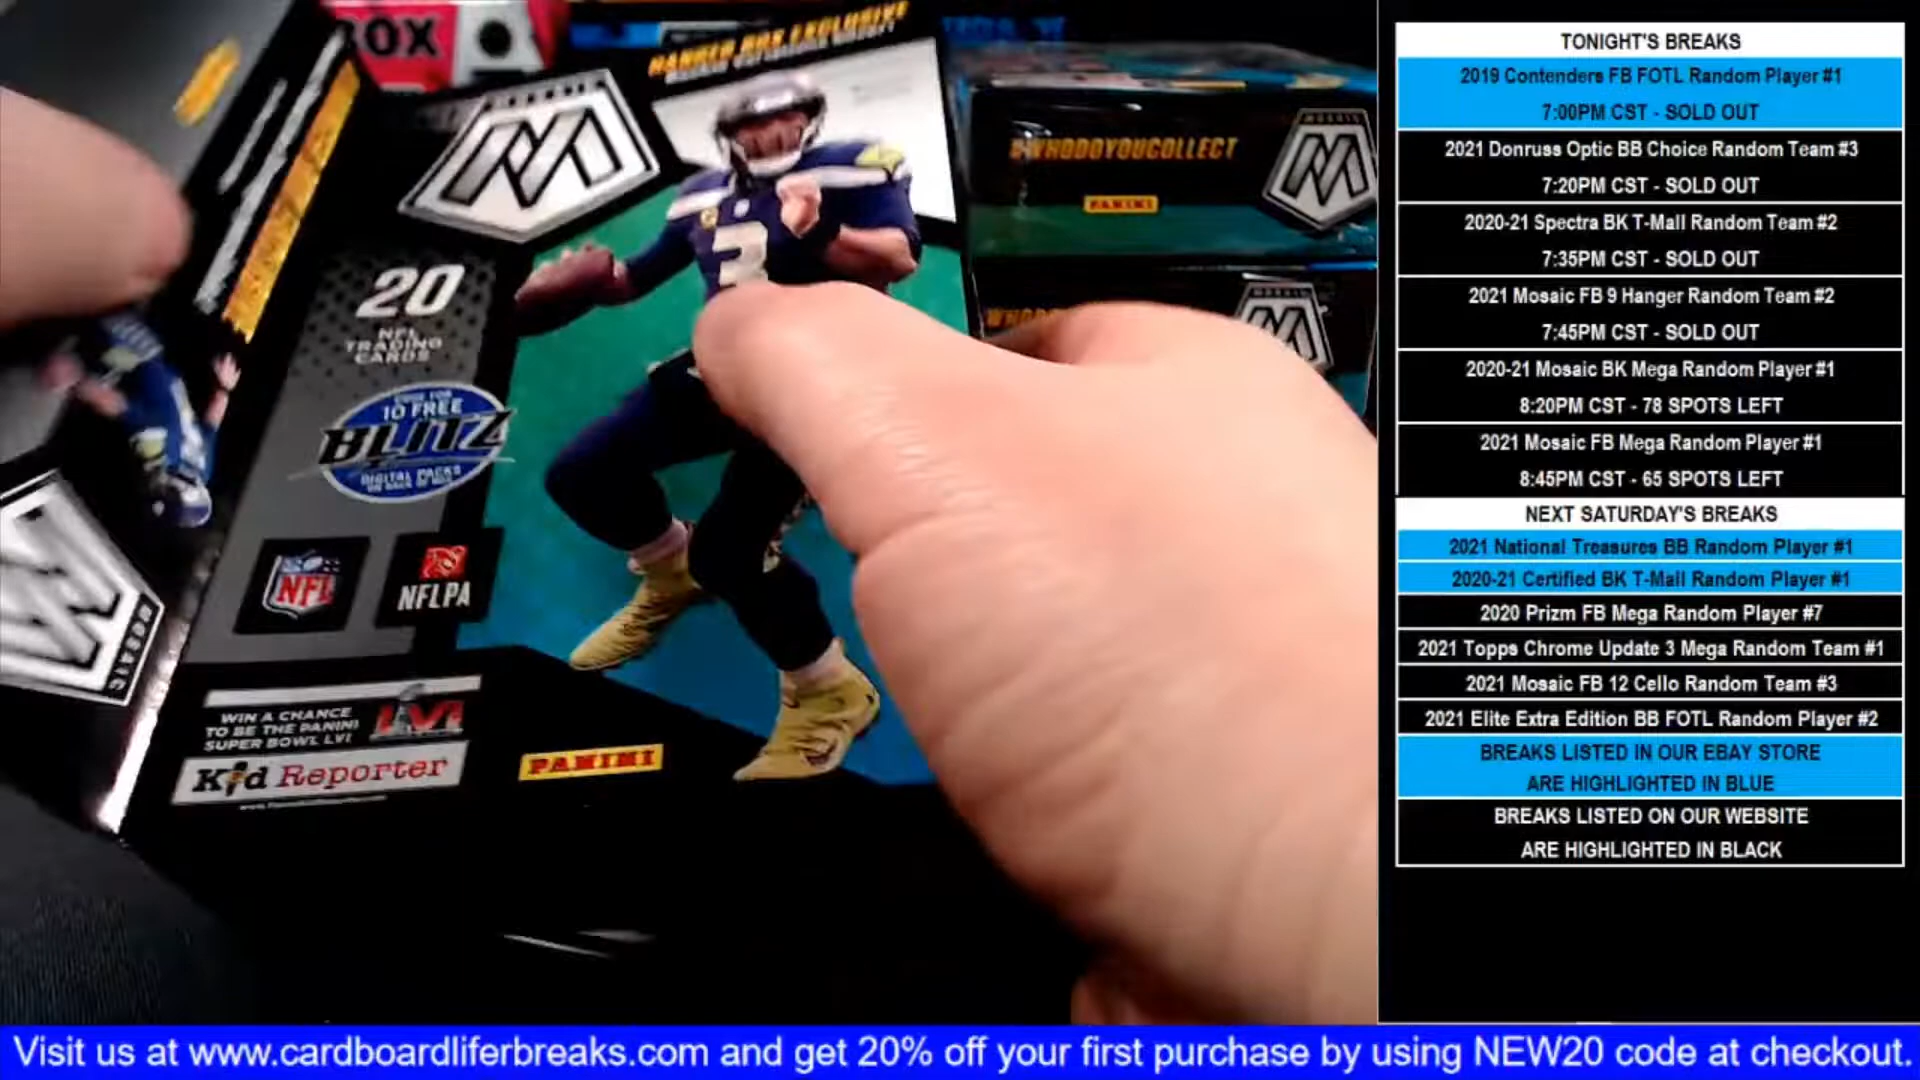 BOX
HANGER BOX EXCLUSIVE
MOSAIC
#WHODOYOUCOLLECT
PANINI
MOSAIC
20
NFL
TRADING
CARDS
3
10 FREE
BLITZ
DIGITAL PACKS
NFL
NFLPA
MOSAIC
WIN A CHANCE
TO BE THE PANINI
SUPER BOWL LVI
LVI
Kid Reporter
PANINI
TONIGHT'S BREAKS
2019 Contenders FB FOTL Random Player #1
7:00PM CST - SOLD OUT
2021 Donruss Optic BB Choice Random Team #3
7:20PM CST - SOLD OUT
2020-21 Spectra BK T-Mall Random Team #2
7:35PM CST - SOLD OUT
2021 Mosaic FB 9 Hanger Random Team #2
7:45PM CST - SOLD OUT
2020-21 Mosaic BK Mega Random Player #1
8:20PM CST - 78 SPOTS LEFT
2021 Mosaic FB Mega Random Player #1
8:45PM CST - 65 SPOTS LEFT
NEXT SATURDAY'S BREAKS
2021 National Treasures BB Random Player #1
2020-21 Certified BK T-Mall Random Player #1
2020 Prizm FB Mega Random Player #7
2021 Topps Chrome Update 3 Mega Random Team #1
2021 Mosaic FB 12 Cello Random Team #3
2021 Elite Extra Edition BB FOTL Random Player #2
BREAKS LISTED IN OUR EBAY STORE
ARE HIGHLIGHTED IN BLUE
BREAKS LISTED ON OUR WEBSITE
ARE HIGHLIGHTED IN BLACK
Visit us at www.cardboardliferbreaks.com and get 20% off your first purchase by using NEW20 code at checkout.